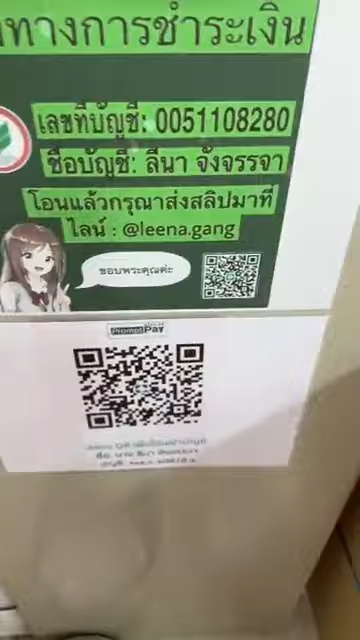 ทางการชำระเงิน
เลขที่บัญชี: 0051108280
ชื่อบัญชี: ลีนา จังจรรจา
โอนแล้วกรุณาส่งสลิปมาที่
ไลน์ : @leena.gang
ขอบพระคุณค่ะ
PromptPay